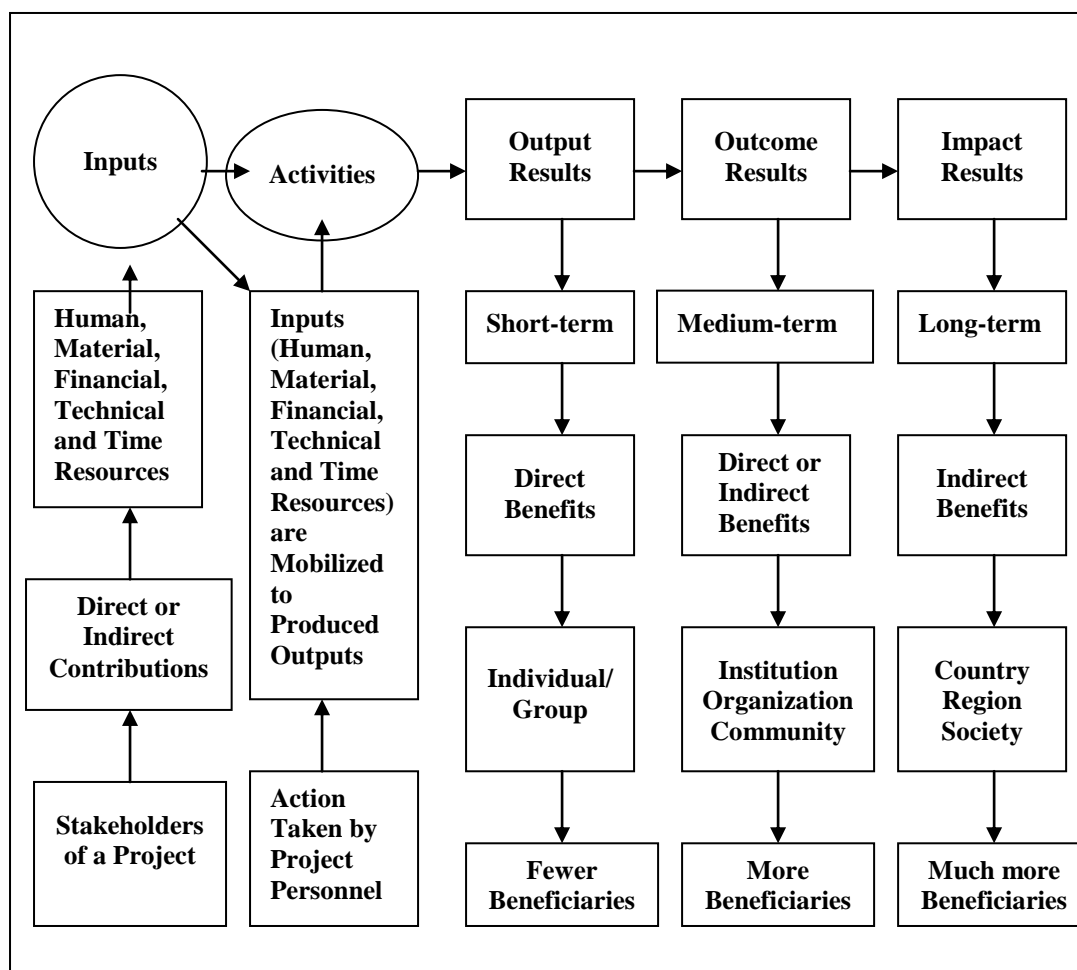 Inputs
Activities
Output
Results
Outcome
Results
Impact
Results
Human,
Material,
Financial,
Technical
and Time
Resources
Inputs
(Human,
Material,
Financial,
Technical
and Time
Resources)
are
Mobilized
to
Produced
Outputs
Short-term
Medium-term
Long-term
Direct
Benefits
Direct or
Indirect
Benefits
Indirect
Benefits
Direct or
Indirect
Contributions
Individual/
Group
Institution
Organization
Community
Country
Region
Society
Stakeholders
of a Project
Action
Taken by
Project
Personnel
Fewer
Beneficiaries
More
Beneficiaries
Much more
Beneficiaries